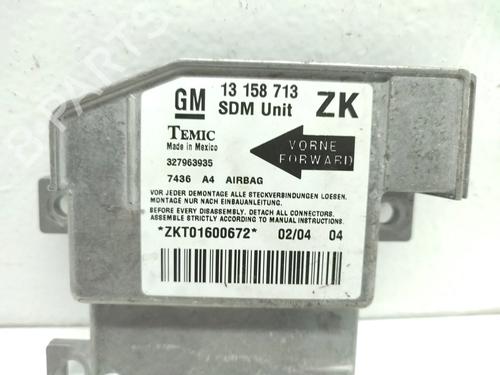 GM 13 158 713 SDM Unit ZK
TEMIC
Made in Mexico
VORNE
FORWARD
327963935
7436 A4 AIRBAG
VOR JEDER DEMONTAGE ALLE STECKVERBINDUNGEN LOESEN.
MONTAGE NUR NACH EINBAUANLEITUNG.
BEFORE EVERY DISASSEMBLY, DETACH ALL CONNECTORS.
ASSEMBLE STRICTLY ACCORDING TO MANUAL INSTRUCTIONS.
*ZKT01600672* 02/04 04